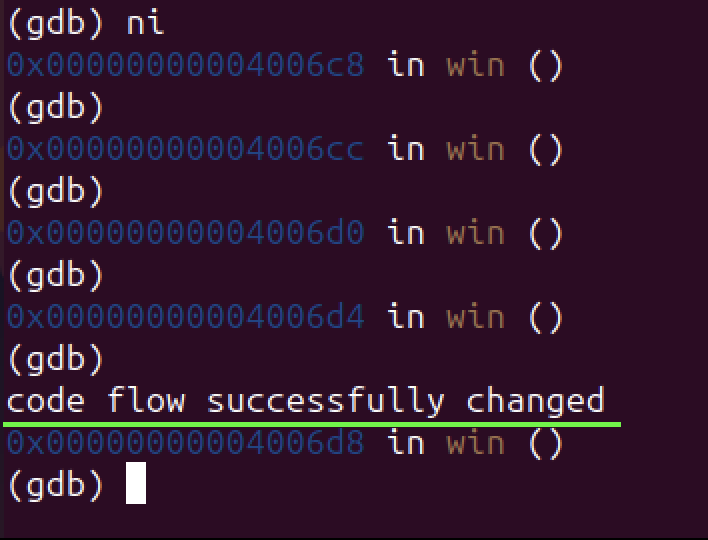 (gdb) ni
0x00000000004006c8 in win ()
(gdb)
0x00000000004006cc in win ()
(gdb)
0x00000000004006d0 in win ()
(gdb)
0x00000000004006d4 in win ()
(gdb)
code flow successfully changed
0x00000000004006d8 in win ()
(gdb)